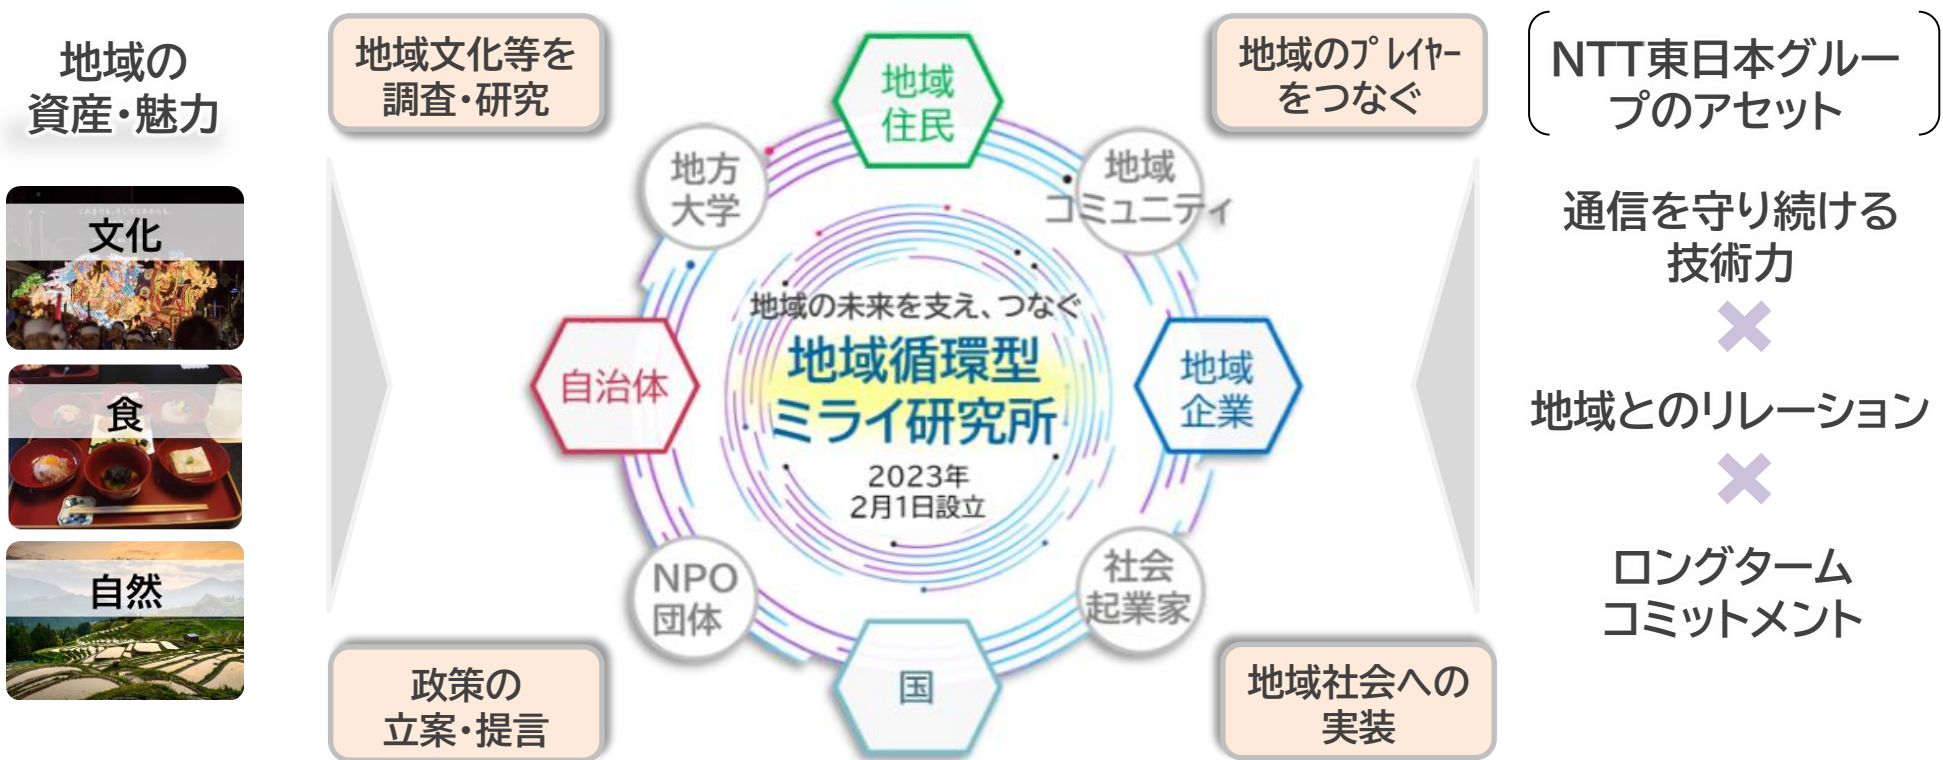 地域の
資産・魅力
文化
食
自然
地域文化等を
調査・研究
地域のプレイヤー
をつなぐ
政策の
立案・提言
地域社会への
実装
地域
住民
地方
大学
地域
コミュニティ
自治体
地域の未来を支え、つなぐ
地域循環型
ミライ研究所
2023年
2月1日設立
地域
企業
NPO
団体
社会
起業家
国
NTT東日本グルー
プのアセット
通信を守り続ける
技術力
×
地域とのリレーション
×
ロングターム
コミットメント